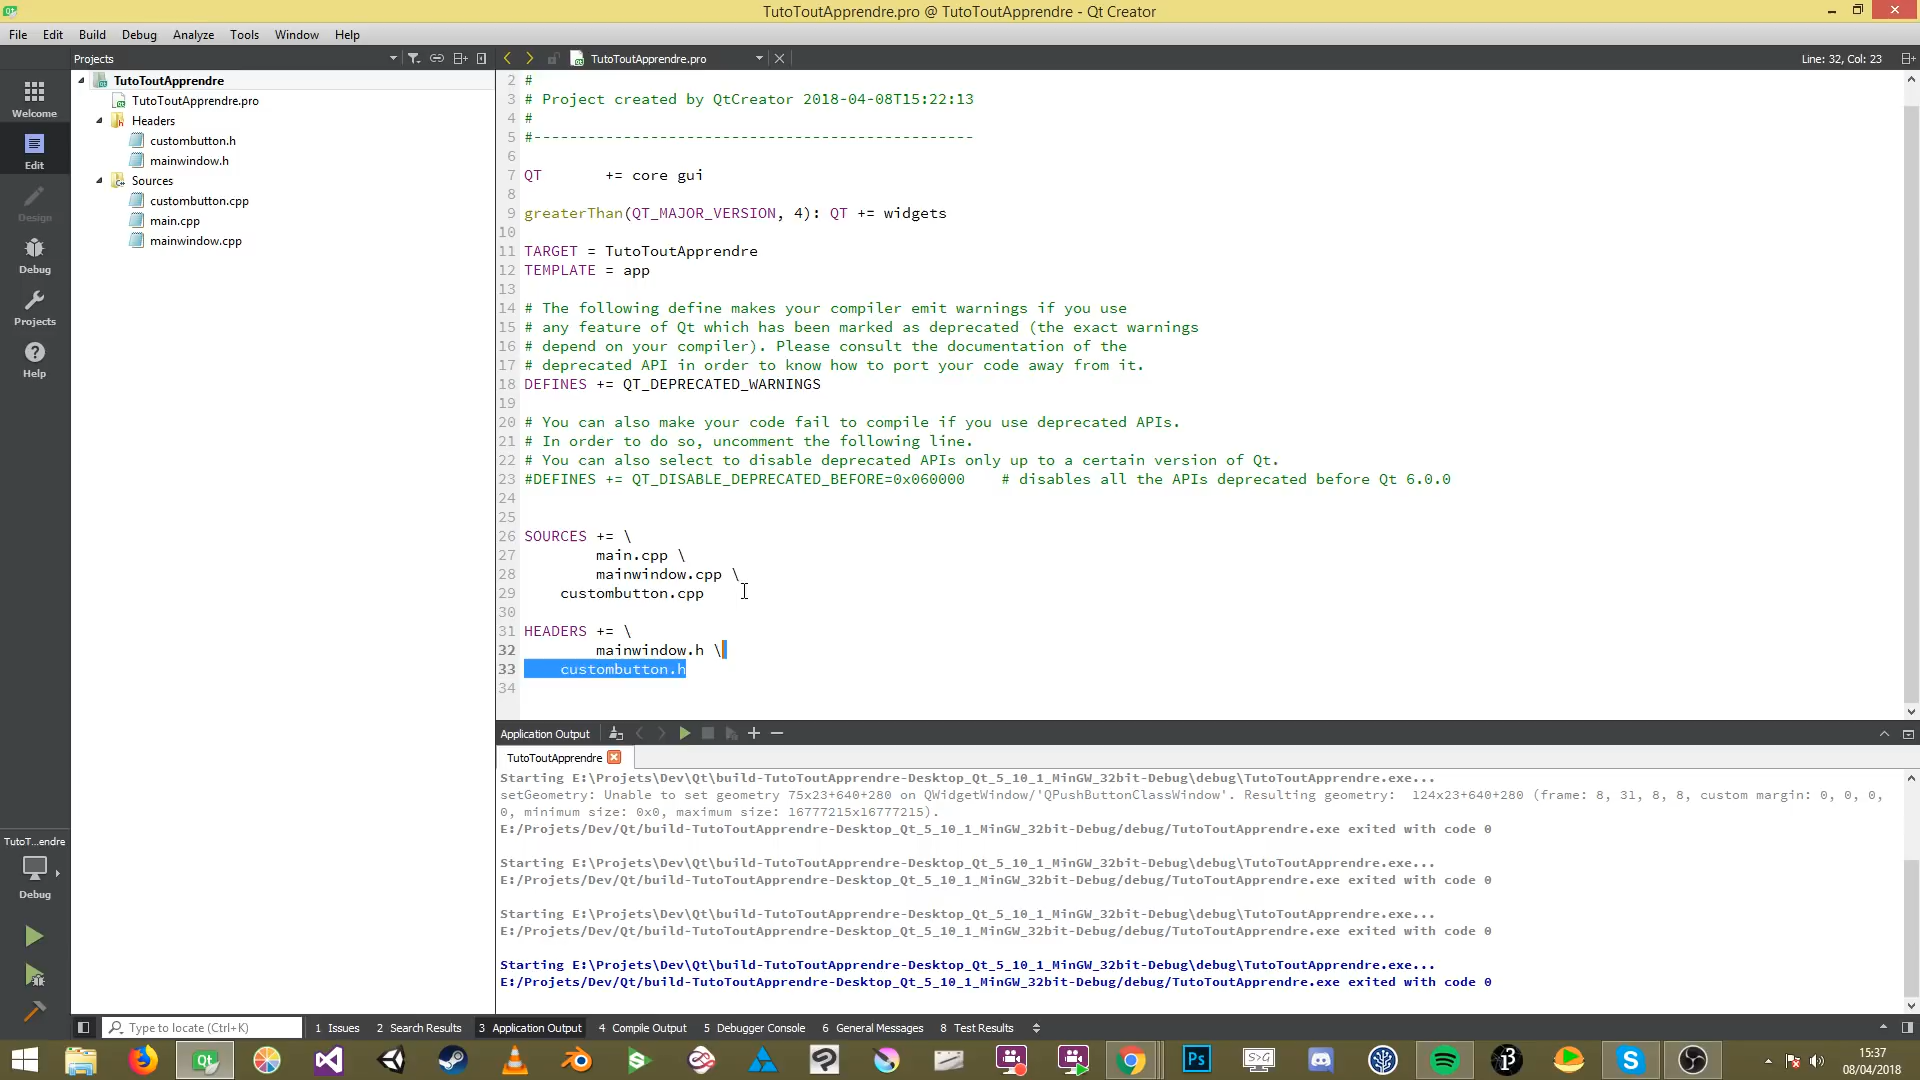 TutoToutApprendre.pro @ TutoToutApprendre - Qt Creator
File Edit Build Debug Analyze Tools Window Help
Projects
TutoToutApprendre.pro
Line: 32, Col: 23
Welcome
Edit
Design
Debug
Projects
Help
TutoToutApprendre
TutoToutApprendre.pro
Headers
custombutton.h
mainwindow.h
Sources
custombutton.cpp
main.cpp
mainwindow.cpp
2 #
3 # Project created by QtCreator 2018-04-08T15:22:13
4 #
5 #-------------------------------------------------
6
7 QT       += core gui
8
9 greaterThan(QT_MAJOR_VERSION, 4): QT += widgets
10
11 TARGET = TutoToutApprendre
12 TEMPLATE = app
13
14 # The following define makes your compiler emit warnings if you use
15 # any feature of Qt which has been marked as deprecated (the exact warnings
16 # depend on your compiler). Please consult the documentation of the
17 # deprecated API in order to know how to port your code away from it.
18 DEFINES += QT_DEPRECATED_WARNINGS
19
20 # You can also make your code fail to compile if you use deprecated APIs.
21 # In order to do so, uncomment the following line.
22 # You can also select to disable deprecated APIs only up to a certain version of Qt.
23 #DEFINES += QT_DISABLE_DEPRECATED_BEFORE=0x060000    # disables all the APIs deprecated before Qt 6.0.0
24
25
26 SOURCES += \
27         main.cpp \
28         mainwindow.cpp \
29     custombutton.cpp
30
31 HEADERS += \
32         mainwindow.h \
33     custombutton.h
34
Application Output
TutoToutApprendre
Starting E:\Projets\Dev\Qt\build-TutoToutApprendre-Desktop_Qt_5_10_1_MinGW_32bit-Debug\debug\TutoToutApprendre.exe...
setGeometry: Unable to set geometry 75x23+640+280 on QWidgetWindow/'QPushButtonClassWindow'. Resulting geometry:  124x23+640+280 (frame: 8, 31, 8, 8, custom margin: 0, 0, 0,
0, minimum size: 0x0, maximum size: 16777215x16777215).
E:/Projets/Dev/Qt/build-TutoToutApprendre-Desktop_Qt_5_10_1_MinGW_32bit-Debug/debug/TutoToutApprendre.exe exited with code 0
Starting E:\Projets\Dev\Qt\build-TutoToutApprendre-Desktop_Qt_5_10_1_MinGW_32bit-Debug\debug\TutoToutApprendre.exe...
E:/Projets/Dev/Qt/build-TutoToutApprendre-Desktop_Qt_5_10_1_MinGW_32bit-Debug/debug/TutoToutApprendre.exe exited with code 0
Starting E:\Projets\Dev\Qt\build-TutoToutApprendre-Desktop_Qt_5_10_1_MinGW_32bit-Debug\debug\TutoToutApprendre.exe...
E:/Projets/Dev/Qt/build-TutoToutApprendre-Desktop_Qt_5_10_1_MinGW_32bit-Debug/debug/TutoToutApprendre.exe exited with code 0
Starting E:\Projets\Dev\Qt\build-TutoToutApprendre-Desktop_Qt_5_10_1_MinGW_32bit-Debug\debug\TutoToutApprendre.exe...
E:/Projets/Dev/Qt/build-TutoToutApprendre-Desktop_Qt_5_10_1_MinGW_32bit-Debug/debug/TutoToutApprendre.exe exited with code 0
TutoT...endre
Debug
Type to locate (Ctrl+K) 1 Issues 2 Search Results 3 Application Output 4 Compile Output 5 Debugger Console 6 General Messages 8 Test Results
15:37
08/04/2018